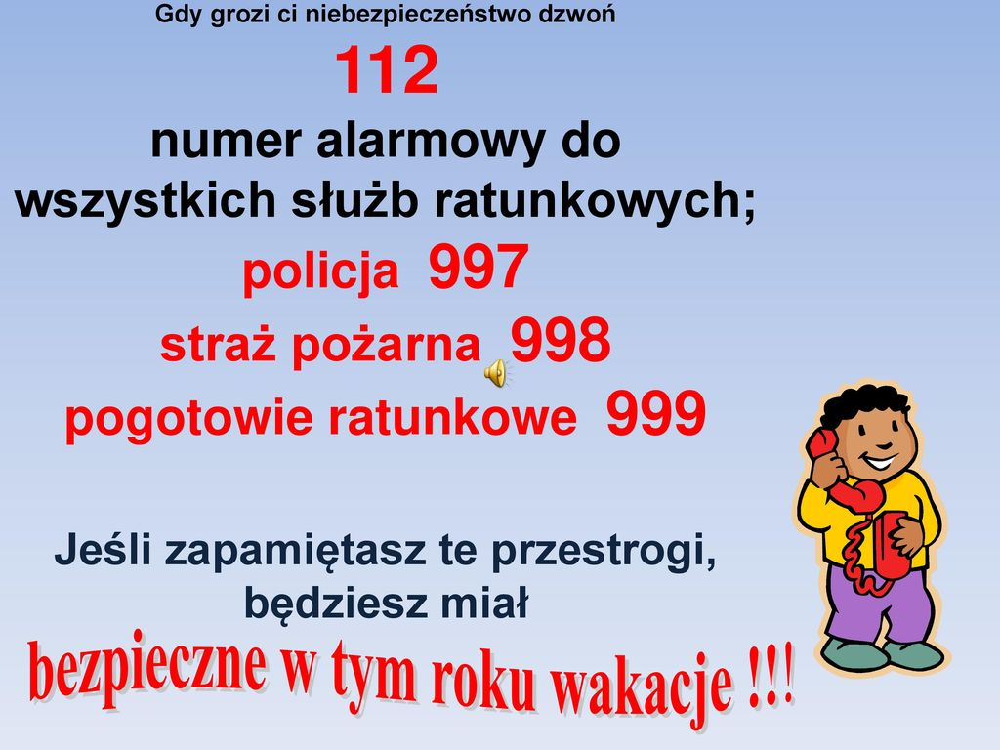 Gdy grozi ci niebezpieczeństwo dzwoń
112
numer alarmowy do
wszystkich służb ratunkowych;
policja 997
straż pożarna 998
pogotowie ratunkowe 999
Jeśli zapamiętasz te przestrogi,
będziesz miał
bezpieczne w tym roku wakacje !!!